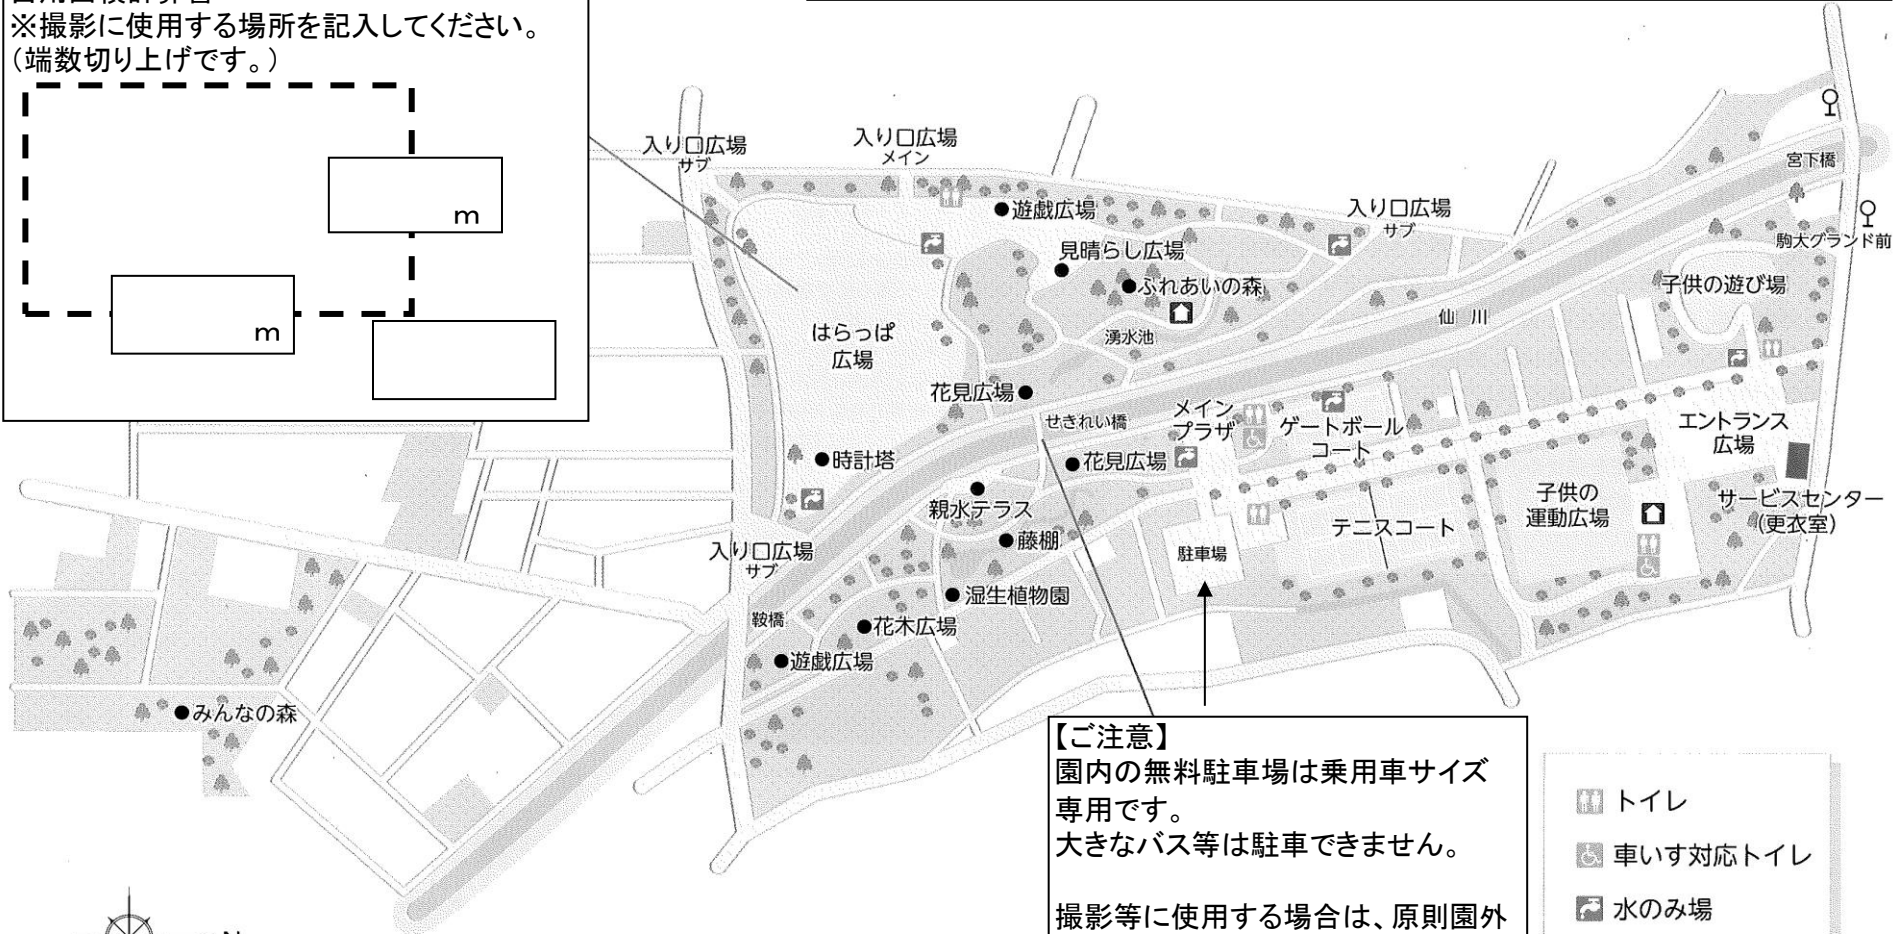 ※撮影に使用する場所を記入してください。
（端数切り上げです。）
m
m
入り口広場
サブ
入り口広場
メイン
遊戯広場
入り口広場
サブ
宮下橋
駒大グランド前
見晴らし広場
ふれあいの森
子供の遊び場
湧水池
仙 川
はらっぱ
広場
花見広場
せきれい橋
メイン
プラザ
ゲートボール
コート
エントランス
広場
時計塔
花見広場
親水テラス
子供の
運動広場
サービスセンター
（更衣室）
テニスコート
藤棚
駐車場
入り口広場
サブ
湿生植物園
鞍橋
花木広場
遊戯広場
みんなの森
【ご注意】
園内の無料駐車場は乗用車サイズ
専用です。
大きなバス等は駐車できません。
撮影等に使用する場合は、原則園外
トイレ
車いす対応トイレ
水のみ場